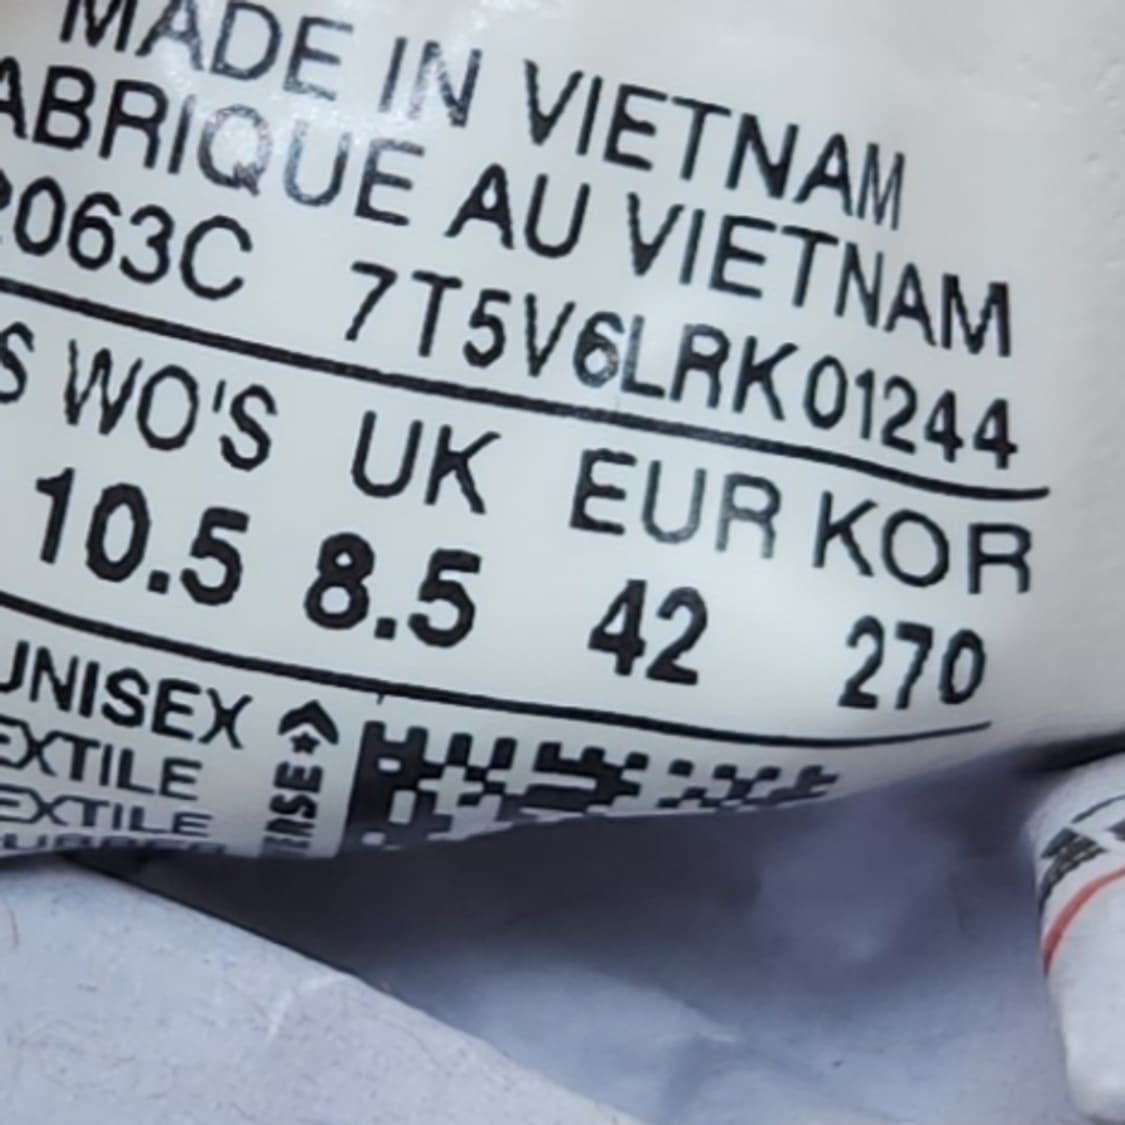 MADE IN VIETNAM
ABRIQUE AU VIETNAM
2063C 7T5V6LRK01244
S WO'S UK EUR KOR
10.5 8.5 42 270
UNISEX
EXTILE
EXTILE
ERSE